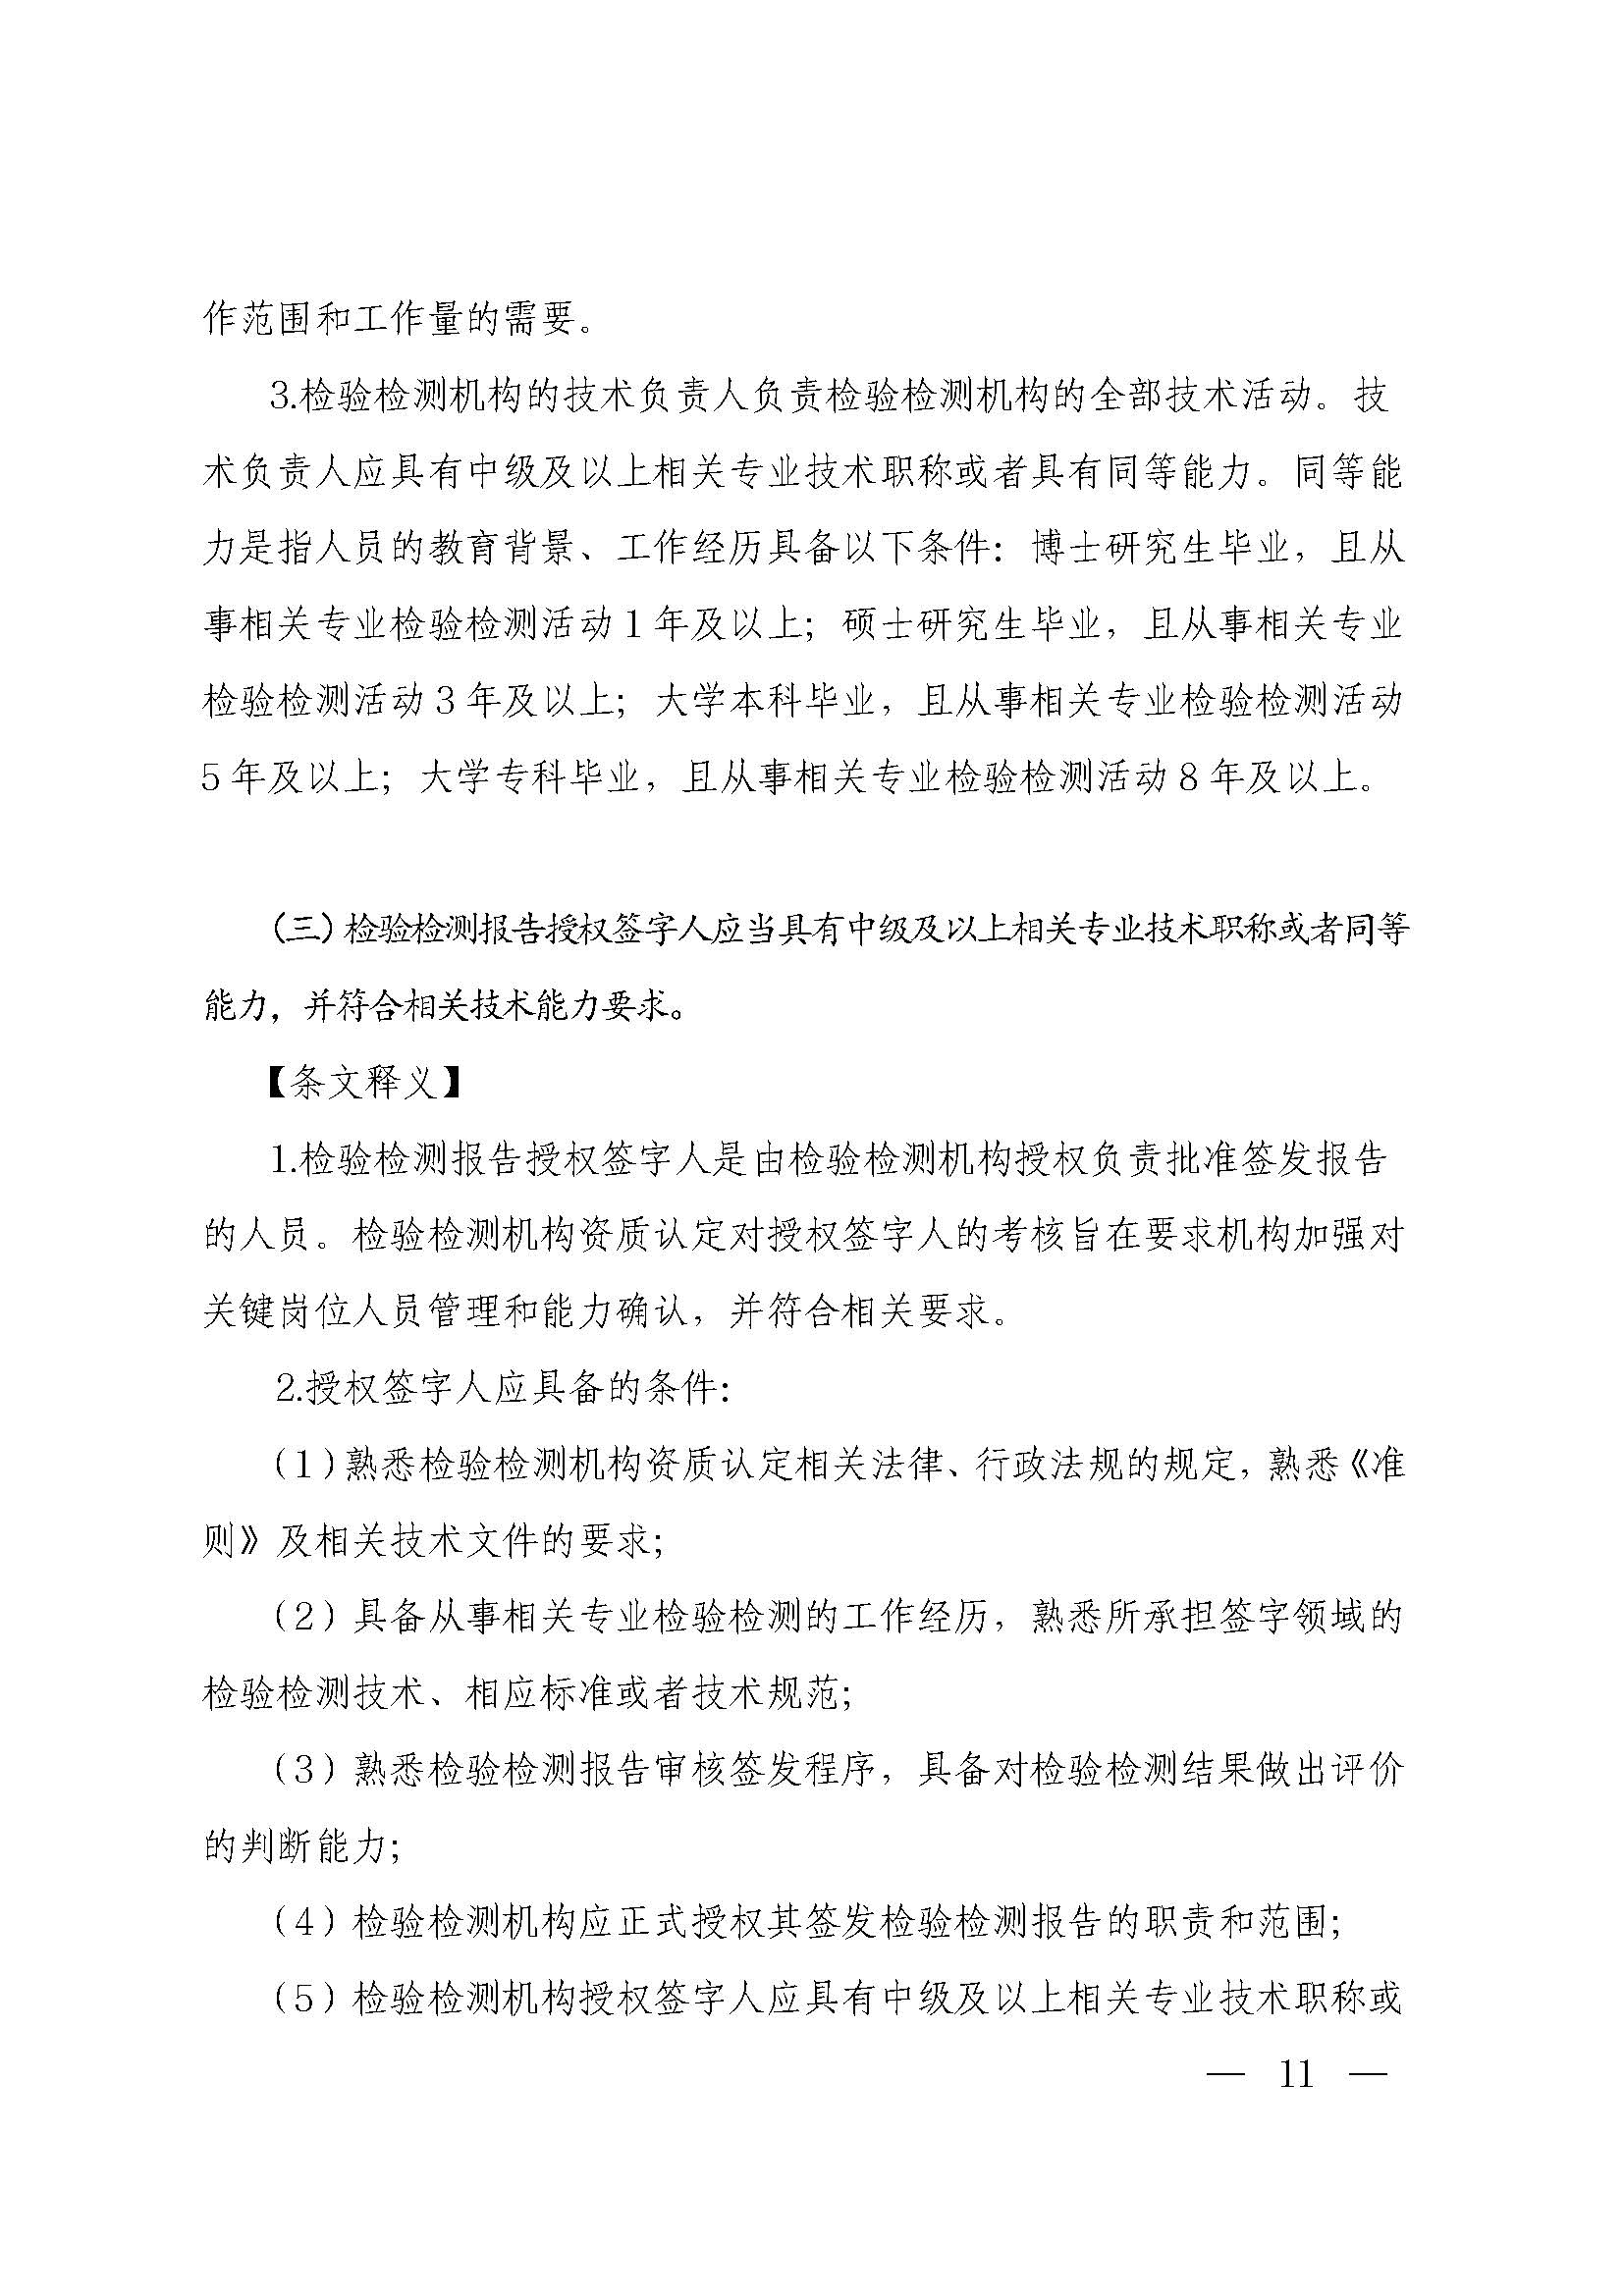 作范围和工作量的需要。
3.检验检测机构的技术负责人负责检验检测机构的全部技术活动。技
术负责人应具有中级及以上相关专业技术职称或者具有同等能力。同等能
力是指人员的教育背景、工作经历具备以下条件：博士研究生毕业，且从
事相关专业检验检测活动1年及以上；硕士研究生毕业，且从事相关专业
检验检测活动3年及以上；大学本科毕业，且从事相关专业检验检测活动
5年及以上；大学专科毕业，且从事相关专业检验检测活动8年及以上。
（三）检验检测报告授权签字人应当具有中级及以上相关专业技术职称或者同等
能力，并符合相关技术能力要求。
【条文释义】
1.检验检测报告授权签字人是由检验检测机构授权负责批准签发报告
的人员。检验检测机构资质认定对授权签字人的考核旨在要求机构加强对
关键岗位人员管理和能力确认，并符合相关要求。
2.授权签字人应具备的条件：
（1）熟悉检验检测机构资质认定相关法律、行政法规的规定，熟悉《准
则》及相关技术文件的要求；
（2）具备从事相关专业检验检测的工作经历，熟悉所承担签字领域的
检验检测技术、相应标准或者技术规范；
（3）熟悉检验检测报告审核签发程序，具备对检验检测结果做出评价
的判断能力；
（4）检验检测机构应正式授权其签发检验检测报告的职责和范围；
（5）检验检测机构授权签字人应具有中级及以上相关专业技术职称或
— 11 —